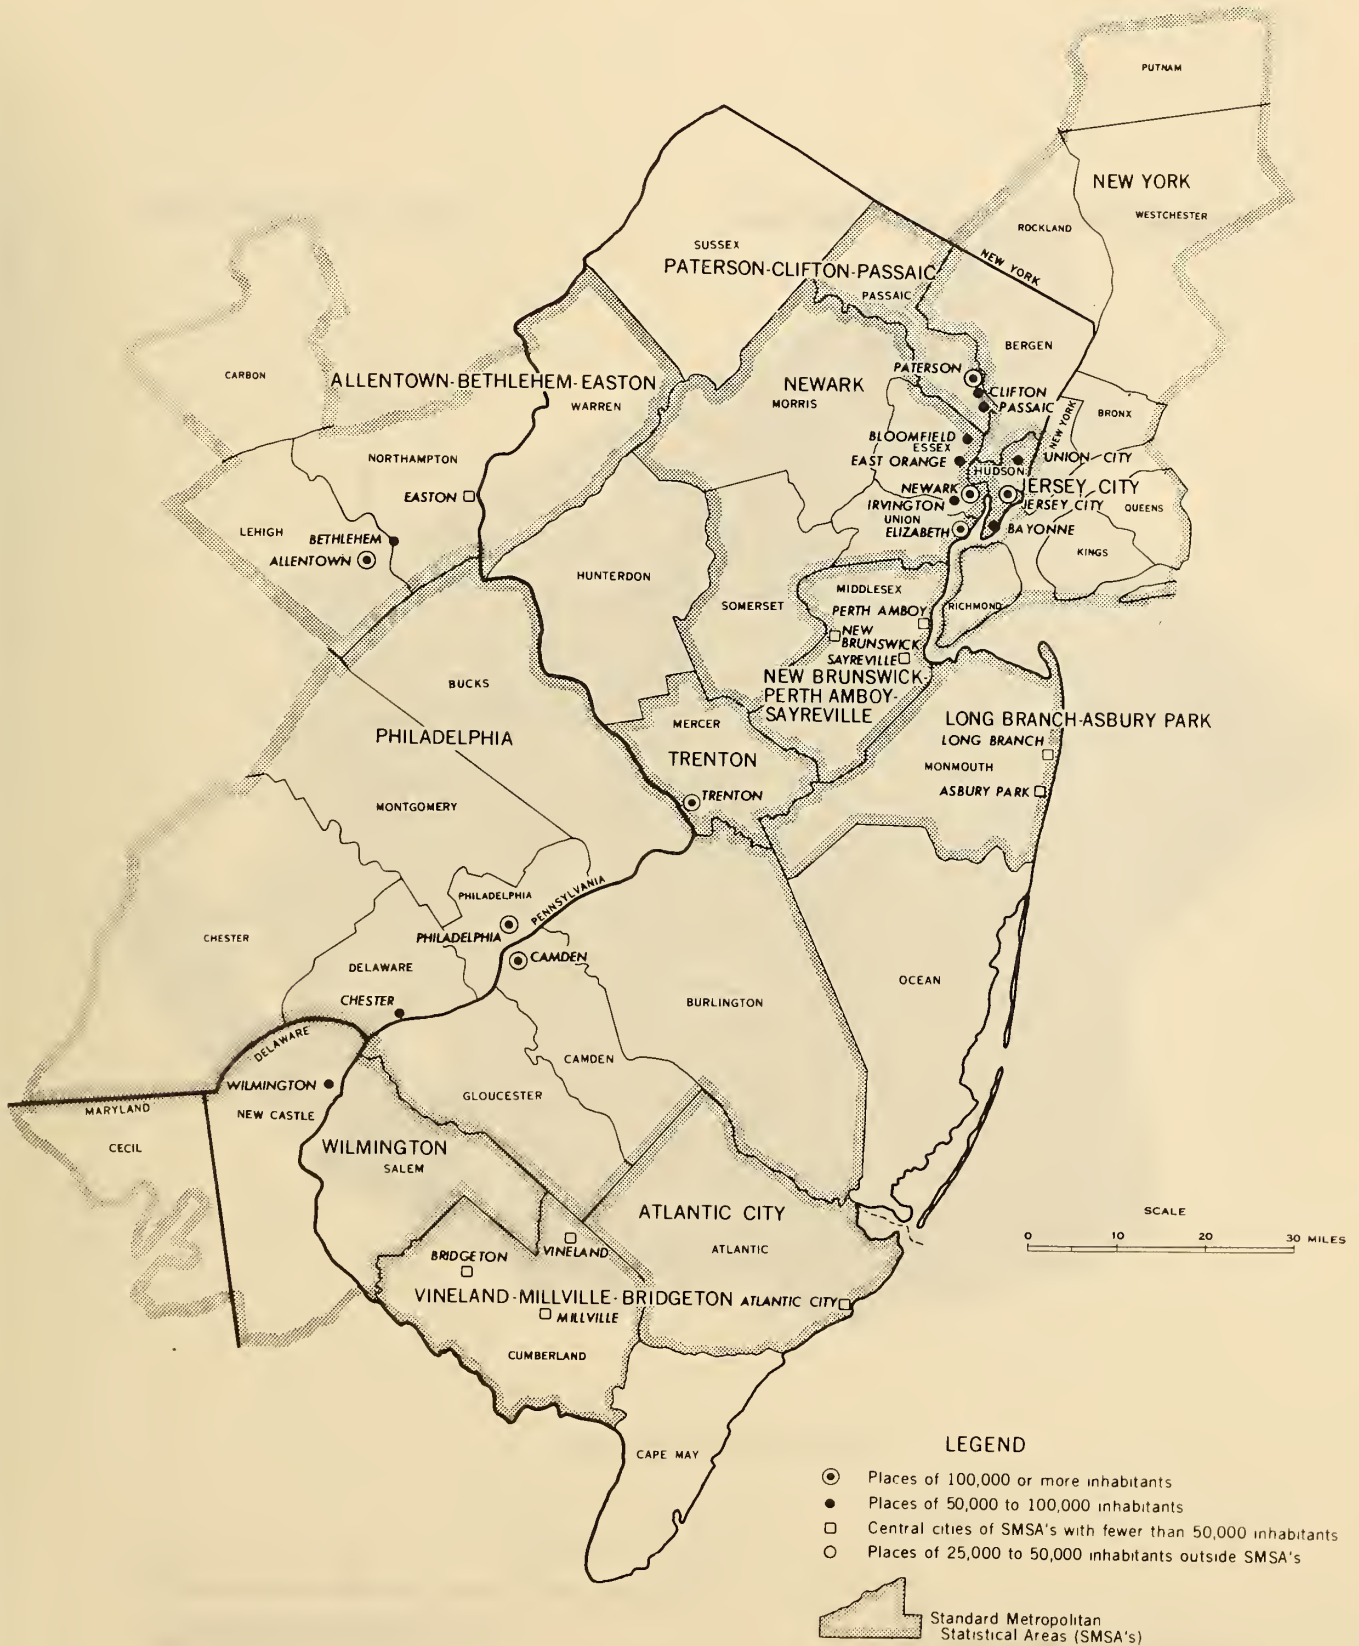 PUTNAM
NEW YORK
WESTCHESTER
ROCKLAND
NEW YORK
SUSSEX
PATERSON-CLIFTON-PASSAIC
PASSAIC
BERGEN
CARBON
ALLENTOWN-BETHLEHEM-EASTON
WARREN
NEWARK
MORRIS
PATERSON
CLIFTON
PASSAIC
NEW YORK
BRONX
BLOOMFIELD
ESSEX
EAST ORANGE
HUDSON
UNION CITY
NORTHAMPTON
EASTON
NEWARK
JERSEY CITY
IRVINGTON
JERSEY CITY
QUEENS
UNION
ELIZABETH
BAYONNE
LEHIGH
BETHLEHEM
ALLENTOWN
KINGS
HUNTERDON
SOMERSET
MIDDLESEX
PERTH AMBOY
RICHMOND
NEW
BRUNSWICK
SAYREVILLE
NEW BRUNSWICK-
PERTH AMBOY-
SAYREVILLE
BUCKS
PHILADELPHIA
MERCER
TRENTON
TRENTON
LONG BRANCH-ASBURY PARK
LONG BRANCH
MONMOUTH
ASBURY PARK
MONTGOMERY
PHILADELPHIA
PENNSYLVANIA
PHILADELPHIA
CAMDEN
CHESTER
DELAWARE
CHESTER
BURLINGTON
OCEAN
DELAWARE
CAMDEN
WILMINGTON
GLOUCESTER
MARYLAND
NEW CASTLE
CECIL
WILMINGTON
SALEM
ATLANTIC CITY
ATLANTIC
VINELAND
BRIDGETON
VINELAND-MILLVILLE-BRIDGETON
ATLANTIC CITY
MILLVILLE
CUMBERLAND
CAPE MAY
SCALE
0 10 20 30 MILES
LEGEND
Places of 100,000 or more inhabitants
Places of 50,000 to 100,000 inhabitants
Central cities of SMSA's with fewer than 50,000 inhabitants
Places of 25,000 to 50,000 inhabitants outside SMSA's
Standard Metropolitan
Statistical Areas (SMSA's)